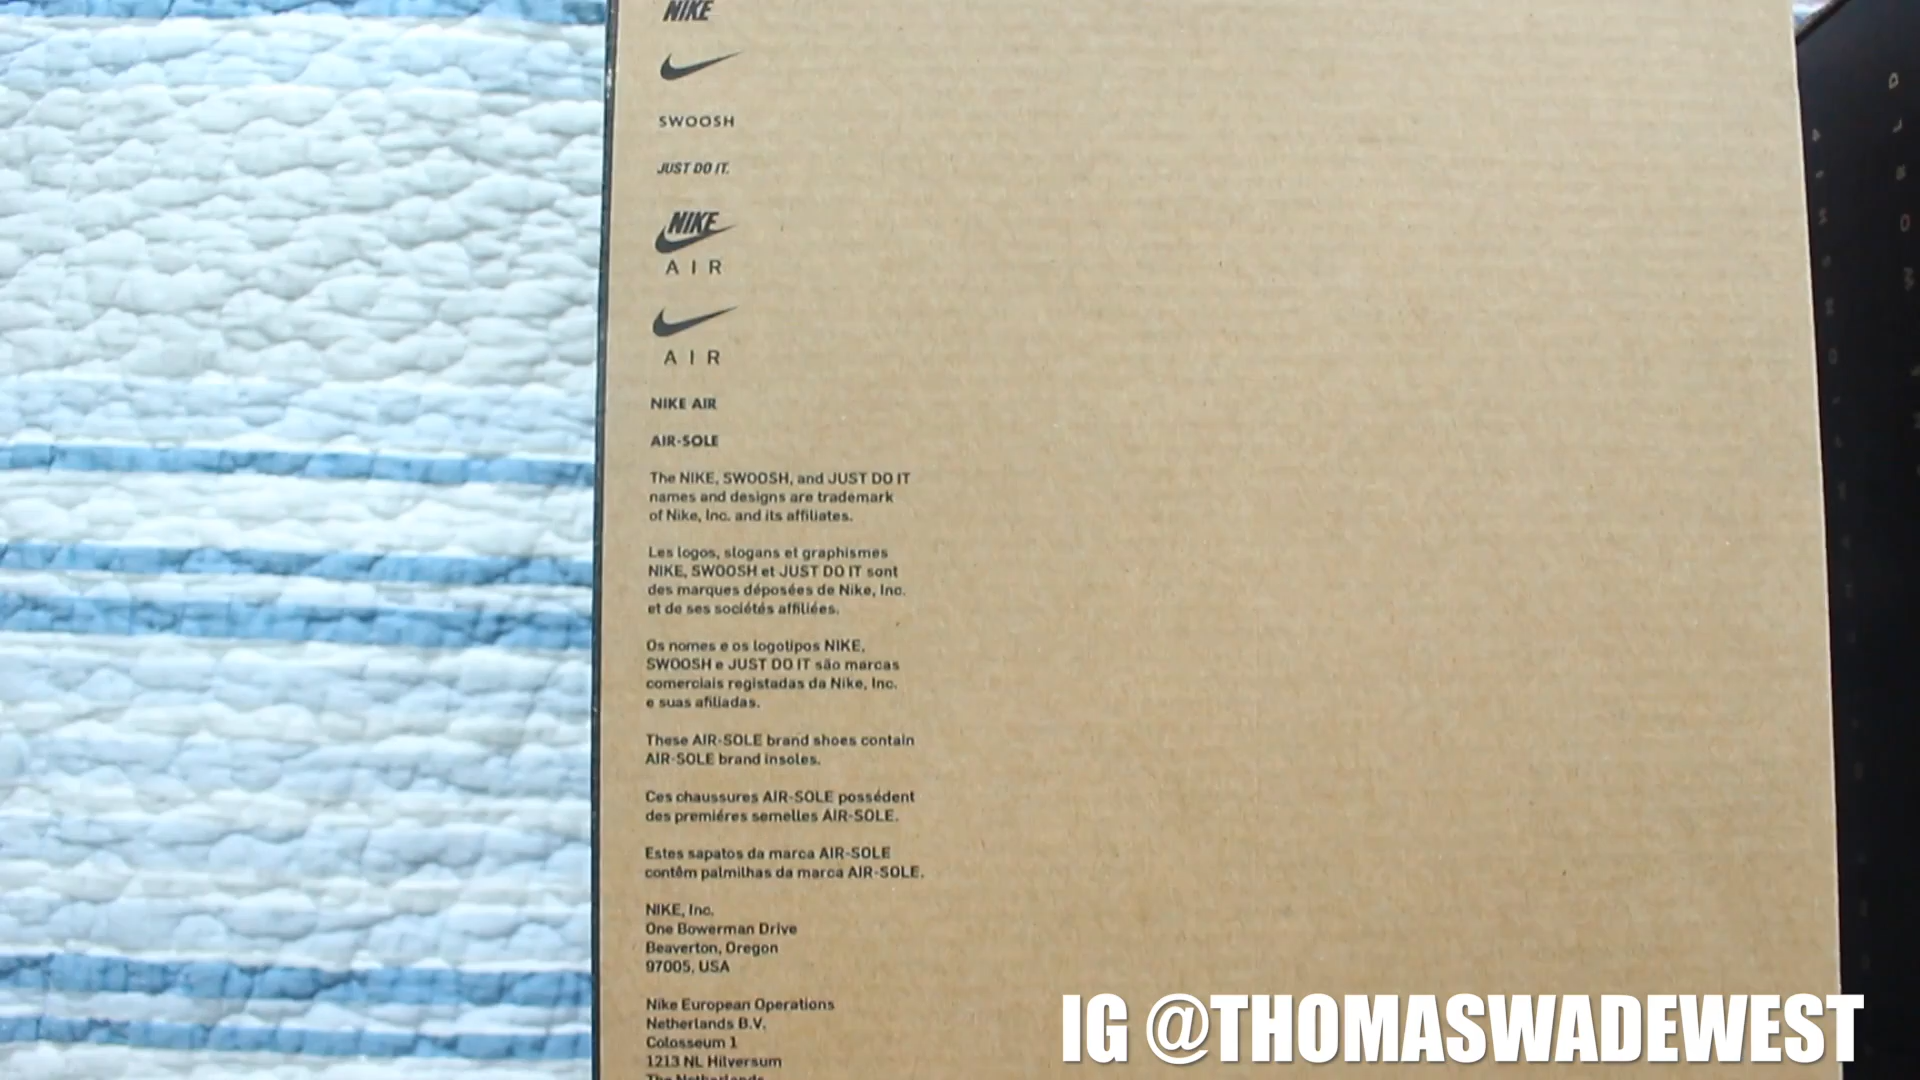 NIKE
SWOOSH
JUST DO IT.
NIKE
AIR
AIR
NIKE AIR
AIR-SOLE
The NIKE, SWOOSH, and JUST DO IT
names and designs are trademark
of Nike, Inc. and its affiliates.
Les logos, slogans et graphismes
NIKE, SWOOSH et JUST DO IT sont
des marques déposées de Nike, Inc.
et de ses sociétés affiliées.
Os nomes e os logotipos NIKE,
SWOOSH e JUST DO IT são marcas
comerciais registadas da Nike, Inc.
e suas afiliadas.
These AIR-SOLE brand shoes contain
AIR-SOLE brand insoles.
Ces chaussures AIR-SOLE possédent
des premiéres semelles AIR-SOLE.
Estes sapatos da marca AIR-SOLE
contêm palmilhas da marca AIR-SOLE.
NIKE, Inc.
One Bowerman Drive
Beaverton, Oregon
97005, USA
Nike European Operations
Netherlands B.V.
Colosseum 1
1213 NL Hilversum
The Netherlands
IG @THOMASWADEWEST